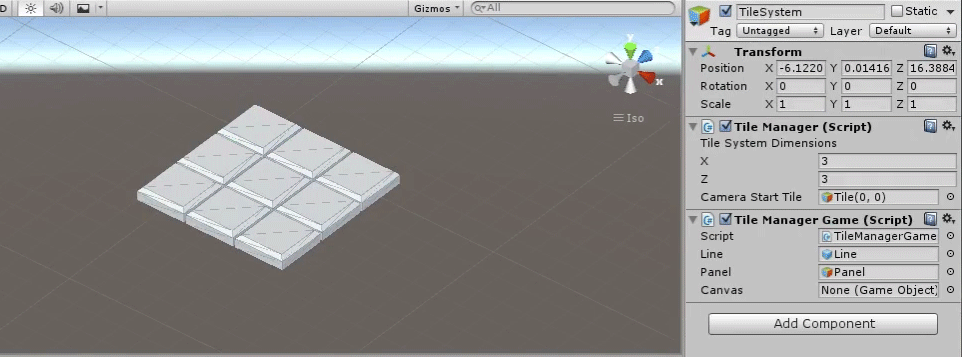 D Gizmos All
y
x
Iso
TileSystem Static
Tag Untagged Layer Default
Transform
Position X -6.1220 Y 0.01416 Z 16.3884
Rotation X 0 Y 0 Z 0
Scale X 1 Y 1 Z 1
Tile Manager (Script)
Tile System Dimensions
X 3
Z 3
Camera Start Tile Tile(0, 0)
Tile Manager Game (Script)
Script TileManagerGame
Line Line
Panel Panel
Canvas None (Game Object)
Add Component